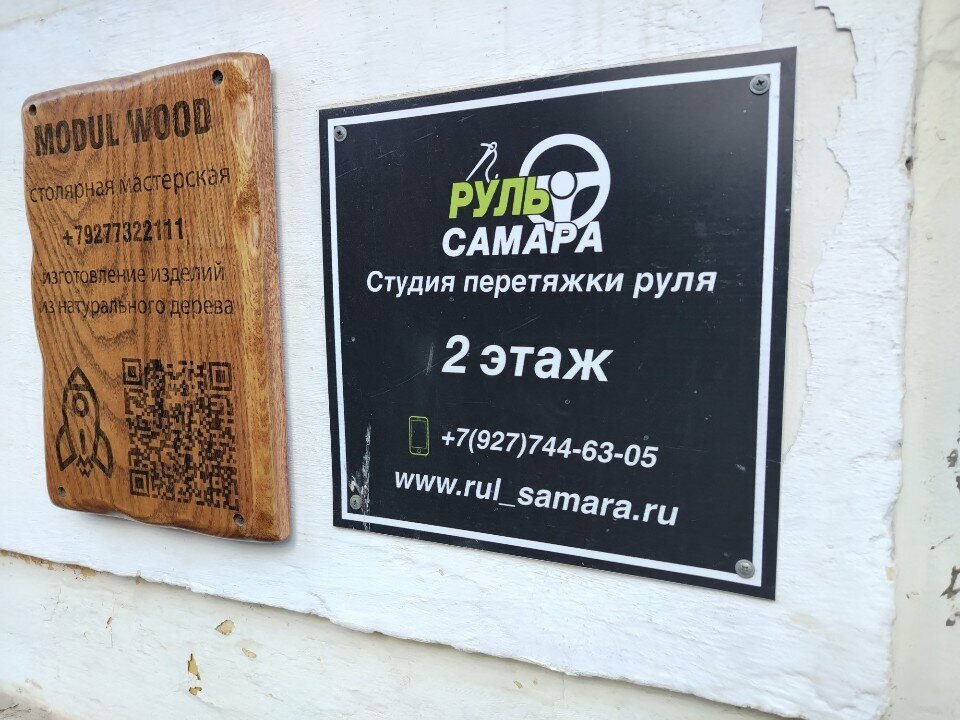 MODUL WOOD
столярная мастерская
+79277322111
изготовление изделий
из натурального дерева
РУЛЬ
САМАРА
Студия перетяжки руля
2 этаж
+7(927)744-63-05
www.rul_samara.ru